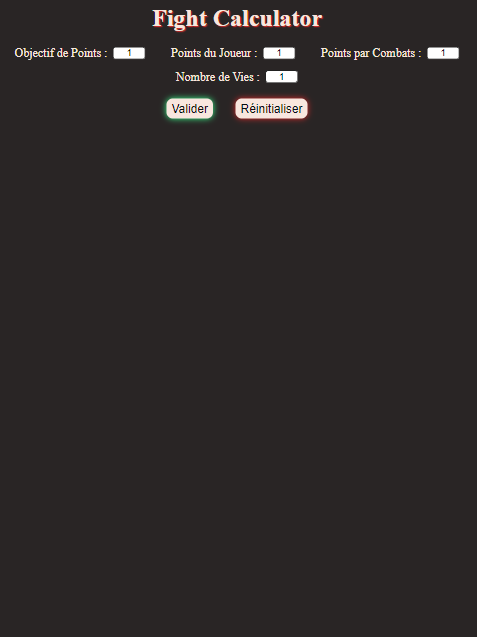 Fight Calculator
Objectif de Points : 1 Points du Joueur : 1 Points par Combats : 1
Nombre de Vies : 1
Valider Réinitialiser